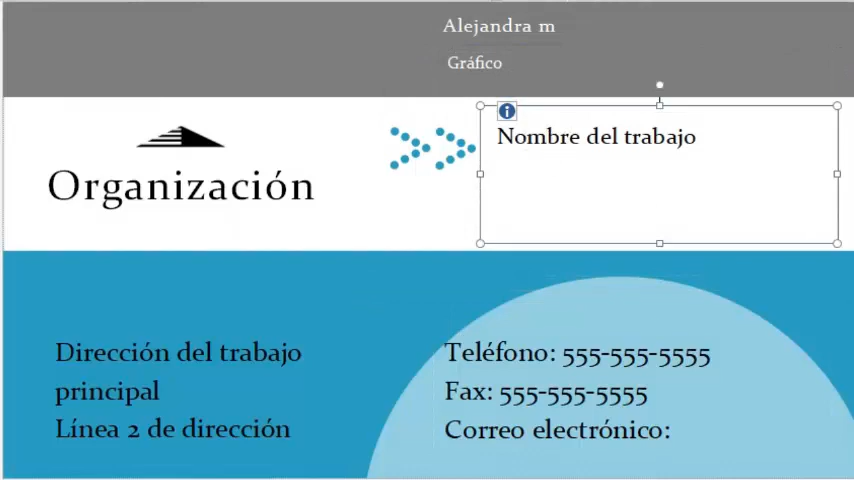 Alejandra m
Gráfico
Nombre del trabajo
Organización
Dirección del trabajo
principal
Línea 2 de dirección
Teléfono: 555-555-5555
Fax: 555-555-5555
Correo electrónico: